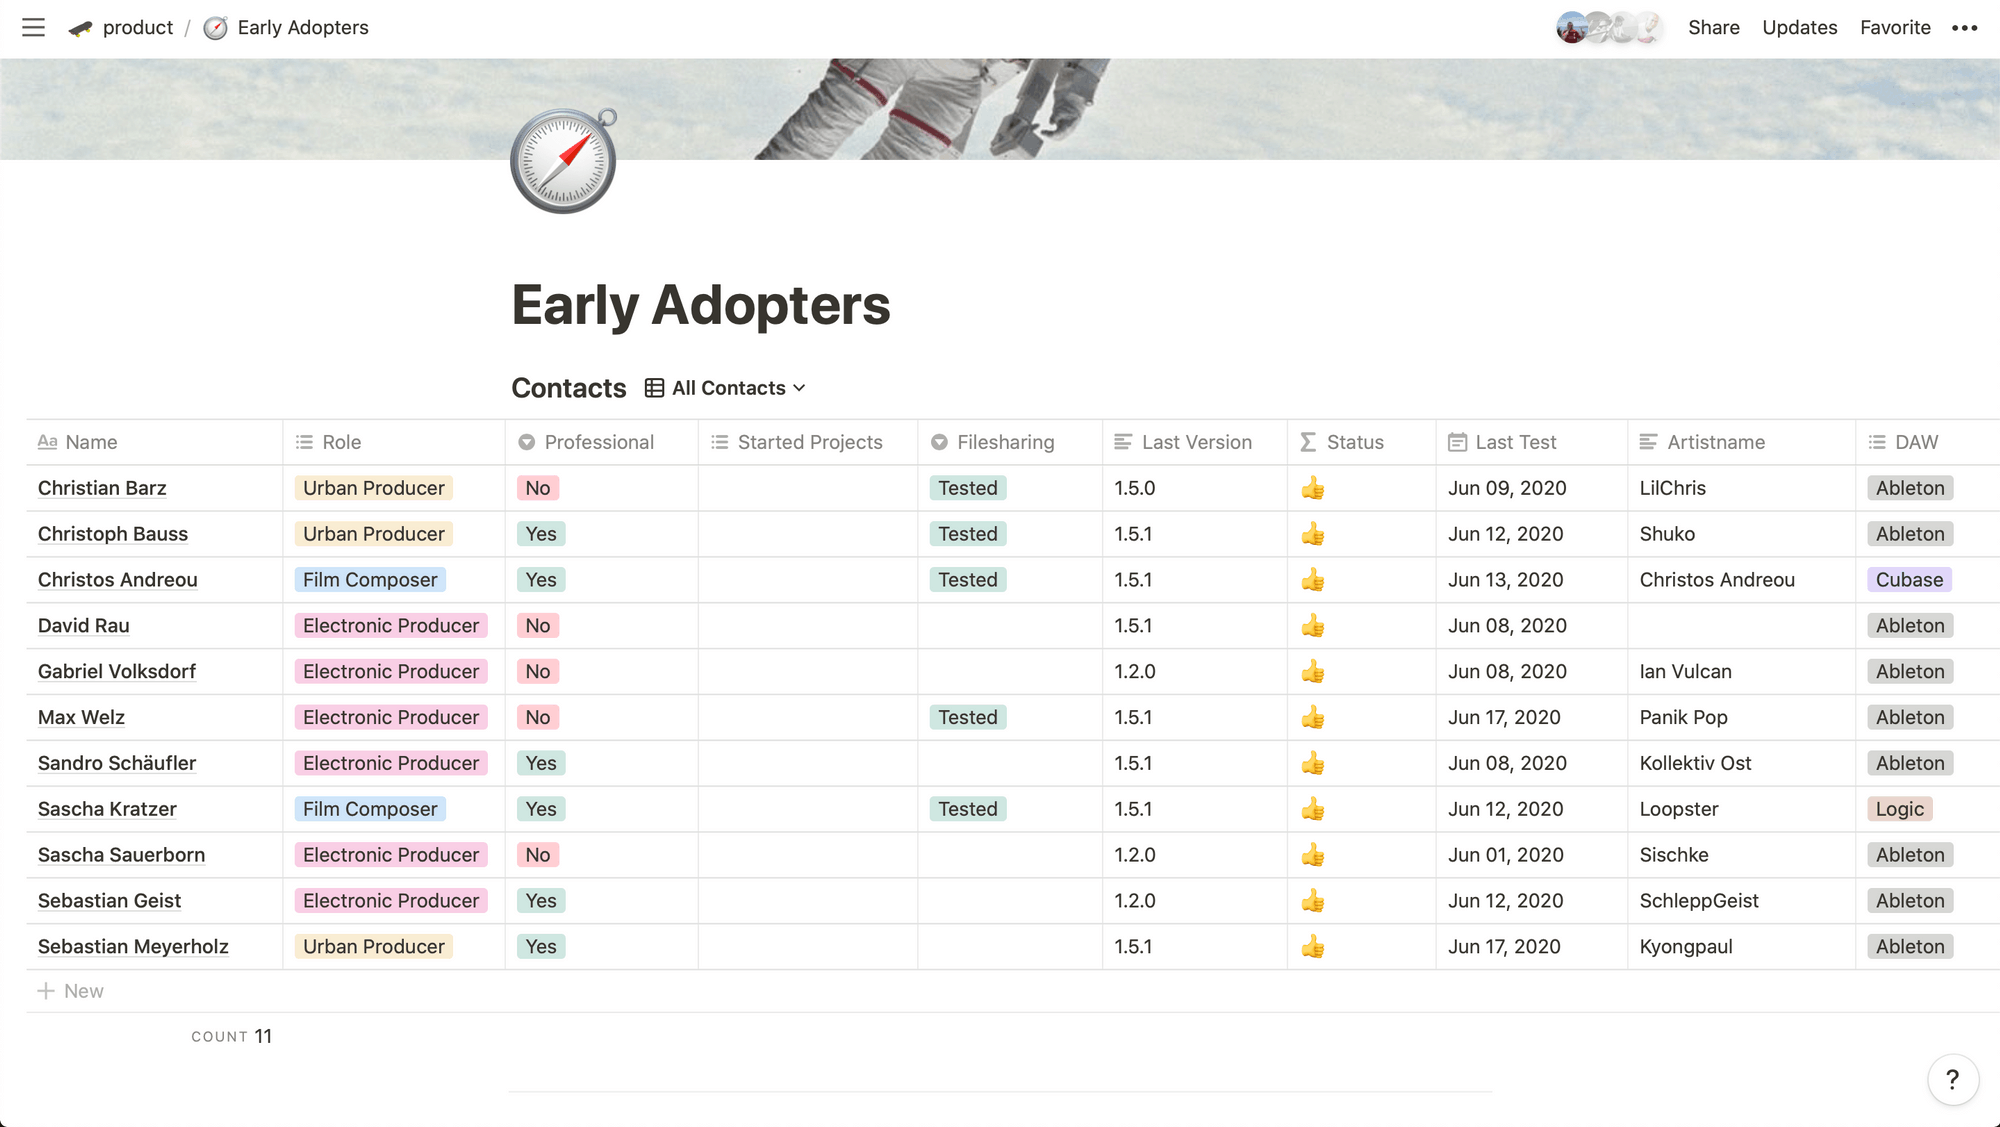 product / Early Adopters Share Updates Favorite
Early Adopters
Contacts All Contacts
Aa Name Role Professional Started Projects Filesharing Last Version Σ Status Last Test Artistname DAW
Christian Barz Urban Producer No Tested 1.5.0 👍 Jun 09, 2020 LilChris Ableton
Christoph Bauss Urban Producer Yes Tested 1.5.1 👍 Jun 12, 2020 Shuko Ableton
Christos Andreou Film Composer Yes Tested 1.5.1 👍 Jun 13, 2020 Christos Andreou Cubase
David Rau Electronic Producer No 1.5.1 👍 Jun 08, 2020 Ableton
Gabriel Volksdorf Electronic Producer No 1.2.0 👍 Jun 08, 2020 Ian Vulcan Ableton
Max Welz Electronic Producer No Tested 1.5.1 👍 Jun 17, 2020 Panik Pop Ableton
Sandro Schäufler Electronic Producer Yes 1.5.1 👍 Jun 08, 2020 Kollektiv Ost Ableton
Sascha Kratzer Film Composer Yes Tested 1.5.1 👍 Jun 12, 2020 Loopster Logic
Sascha Sauerborn Electronic Producer No 1.2.0 👍 Jun 01, 2020 Sischke Ableton
Sebastian Geist Electronic Producer Yes 1.2.0 👍 Jun 12, 2020 SchleppGeist Ableton
Sebastian Meyerholz Urban Producer Yes 1.5.1 👍 Jun 17, 2020 Kyongpaul Ableton
+ New
COUNT 11
?